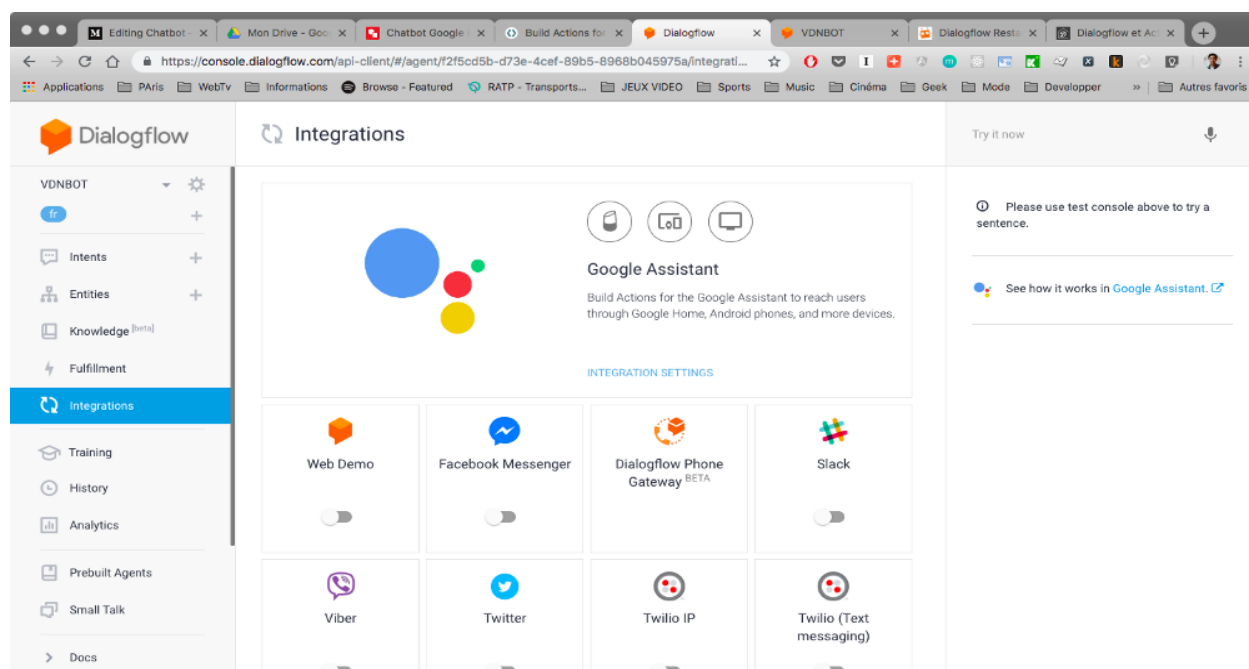 Editing Chatbot –
Mon Drive – Goo
Chatbot Google
Build Actions for
Dialogflow
VDNBOT
Dialogflow Resta
Dialogflow et Act
https://console.dialogflow.com/api-client/#/agent/f2f5cd5b-d73e-4cef-89b5-8968b045975a/integrati...
Applications
PAris
WebTv
Informations
Browse - Featured
RATP - Transports...
JEUX VIDEO
Sports
Music
Cinéma
Geek
Mode
Developper
»
Autres favoris
Dialogflow
Integrations
Try it now
VDNBOT
fr
Intents
Entities
Knowledge [beta]
Fulfillment
Integrations
Training
History
Analytics
Prebuilt Agents
Small Talk
Docs
Google Assistant
Build Actions for the Google Assistant to reach users
through Google Home, Android phones, and more devices.
INTEGRATION SETTINGS
Web Demo
Facebook Messenger
Dialogflow Phone
Gateway BETA
Slack
Viber
Twitter
Twilio IP
Twilio (Text
messaging)
Please use test console above to try a
sentence.
See how it works in Google Assistant.